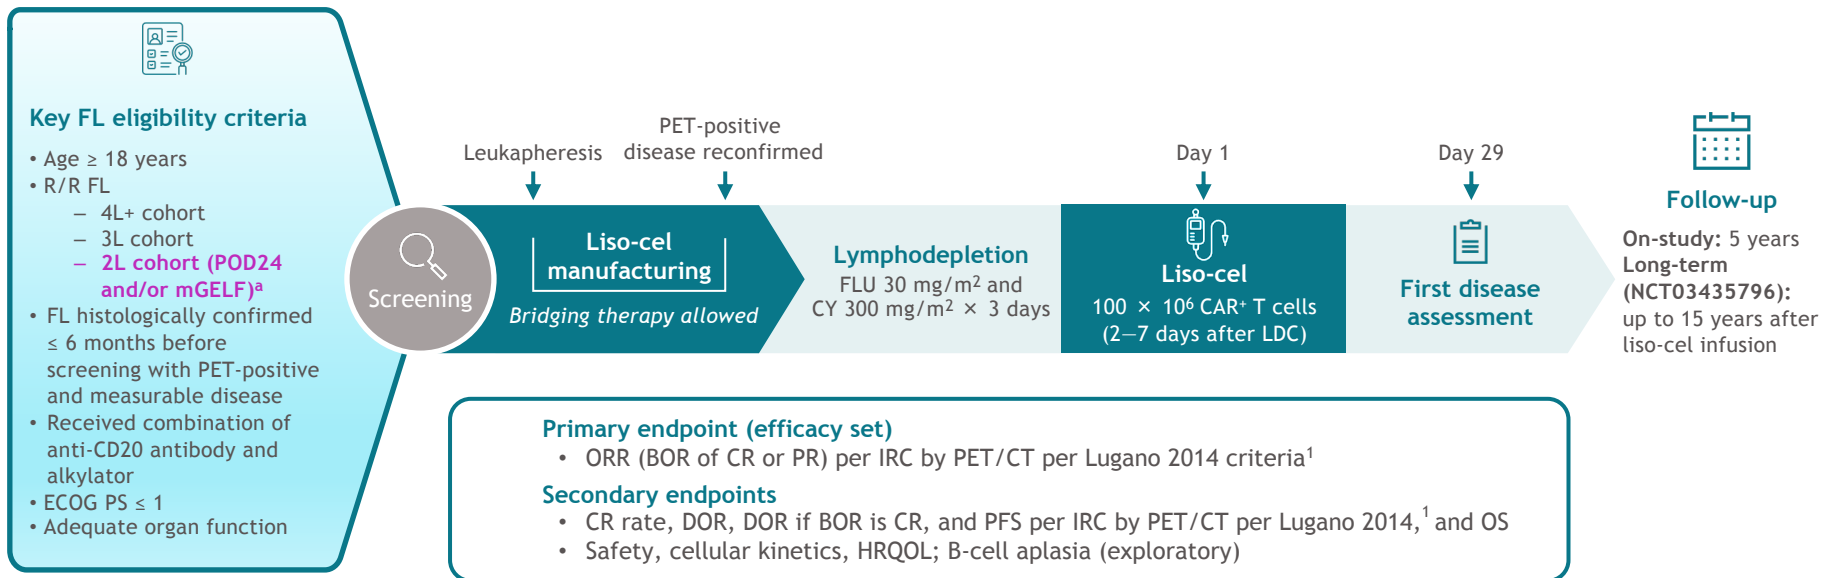 Key FL eligibility criteria
• Age ≥ 18 years
• R/R FL
– 4L+ cohort
– 3L cohort
– 2L cohort (POD24
and/or mGELF)ᵃ
• FL histologically confirmed
≤ 6 months before
screening with PET-positive
and measurable disease
• Received combination of
anti-CD20 antibody and
alkylator
• ECOG PS ≤ 1
• Adequate organ function
Screening
Leukapheresis
PET-positive
disease reconfirmed
Liso-cel
manufacturing
Bridging therapy allowed
Lymphodepletion
FLU 30 mg/m² and
CY 300 mg/m² × 3 days
Day 1
Liso-cel
100 × 10⁶ CAR⁺ T cells
(2—7 days after LDC)
Day 29
First disease
assessment
Follow-up
On-study: 5 years
Long-term
(NCT03435796):
up to 15 years after
liso-cel infusion
Primary endpoint (efficacy set)
• ORR (BOR of CR or PR) per IRC by PET/CT per Lugano 2014 criteria¹
Secondary endpoints
• CR rate, DOR, DOR if BOR is CR, and PFS per IRC by PET/CT per Lugano 2014,¹ and OS
• Safety, cellular kinetics, HRQOL; B-cell aplasia (exploratory)